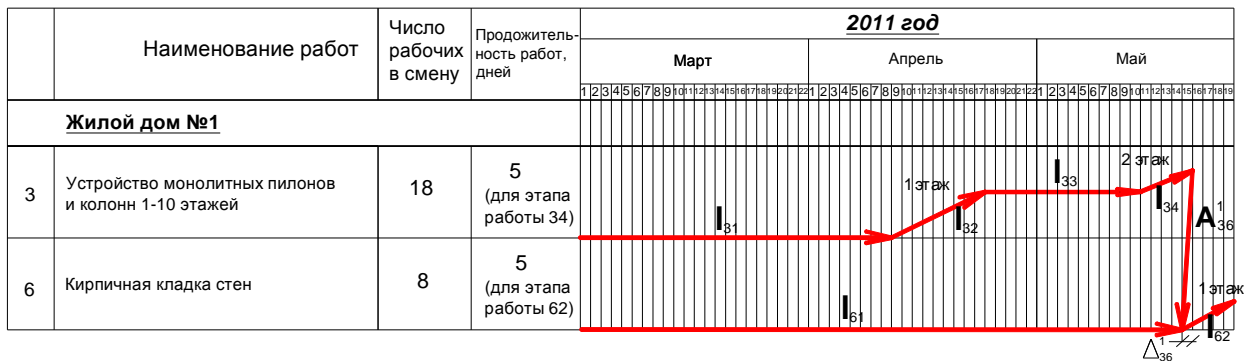 Наименование работ
Число
рабочих
в смену
Продожитель-
ность работ,
дней
2011 год
Март
Апрель
Май
1 2 3 4 5 6 7 8 9 10 11 12 13 14 15 16 17 18 19 20 21 22 1 2 3 4 5 6 7 8 9 10 11 12 13 14 15 16 17 18 19 20 21 22 1 2 3 4 5 6 7 8 9 10 11 12 13 14 15 16 17 18 19
Жилой дом №1
3
Устройство монолитных пилонов
и колонн 1-10 этажей
18
5
(для этапа
работы 34)
I31
1 этаж
I32
I33
2 этаж
I34
A¹36
6
Кирпичная кладка стен
8
5
(для этапа
работы 62)
I61
1 этаж
I62
Δ¹36